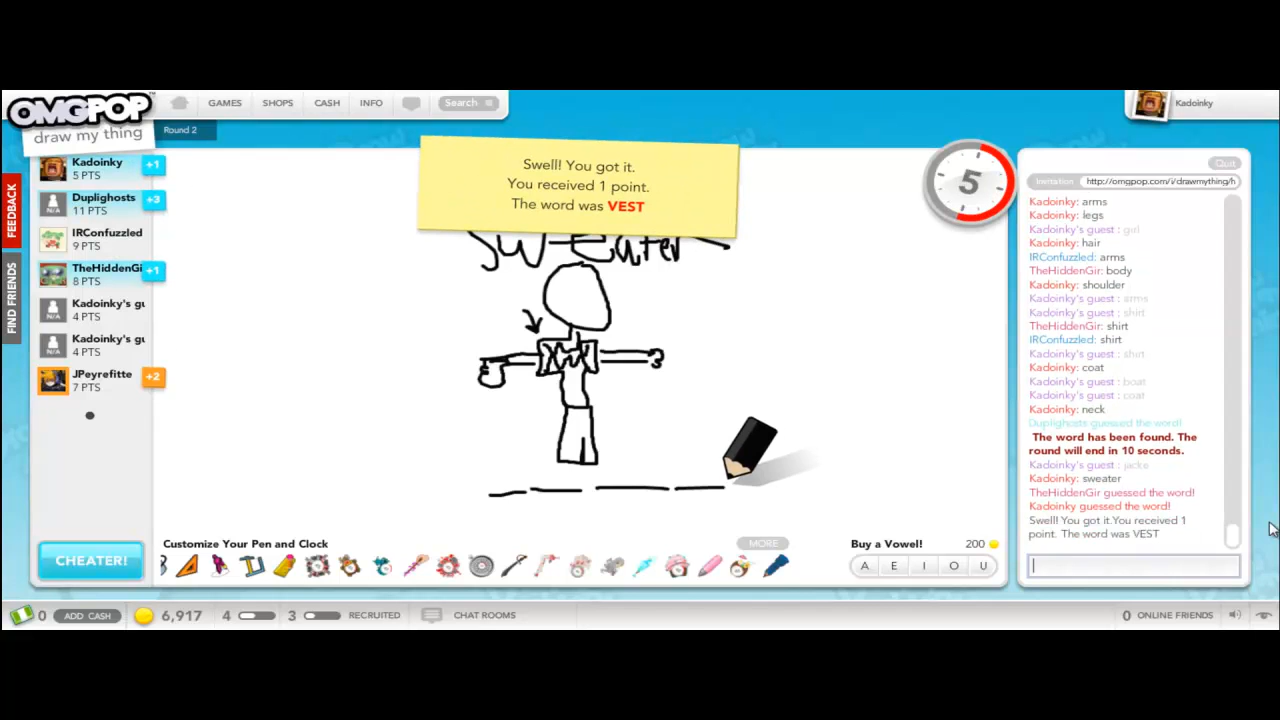 OMGPOP
draw my thing
GAMES SHOPS CASH INFO Search
Kadoinky
Round 2
FEEDBACK
FIND FRIENDS
Kadoinky +1
5 PTS
Duplighosts +3
11 PTS
IRConfuzzled
9 PTS
TheHiddenGi +1
8 PTS
N/A Kadoinky's gu
4 PTS
N/A Kadoinky's gu
4 PTS
JPeyrefitte +2
7 PTS
CHEATER!
Swell! You got it.
You received 1 point.
The word was VEST
sweater
5
Quit
Invitation http://omgpop.com/i/drawmything/h
Kadoinky: arms
Kadoinky: legs
Kadoinky's guest : girl
Kadoinky: hair
IRConfuzzled: arms
TheHiddenGir: body
Kadoinky: shoulder
Kadoinky's guest : arms
Kadoinky's guest : shirt
TheHiddenGir: shirt
IRConfuzzled: shirt
Kadoinky's guest : shirt
Kadoinky: coat
Kadoinky's guest : boat
Kadoinky's guest : coat
Kadoinky: neck
Duplighosts guessed the word!
The word has been found. The
round will end in 10 seconds.
Kadoinky's guest : jacke
Kadoinky: sweater
TheHiddenGir guessed the word!
Kadoinky guessed the word!
Swell! You got it.You received 1
point. The word was VEST
Customize Your Pen and Clock MORE
Buy a Vowel! 200
A E I O U
0 ADD CASH 6,917 4 3 RECRUITED CHAT ROOMS 0 ONLINE FRIENDS